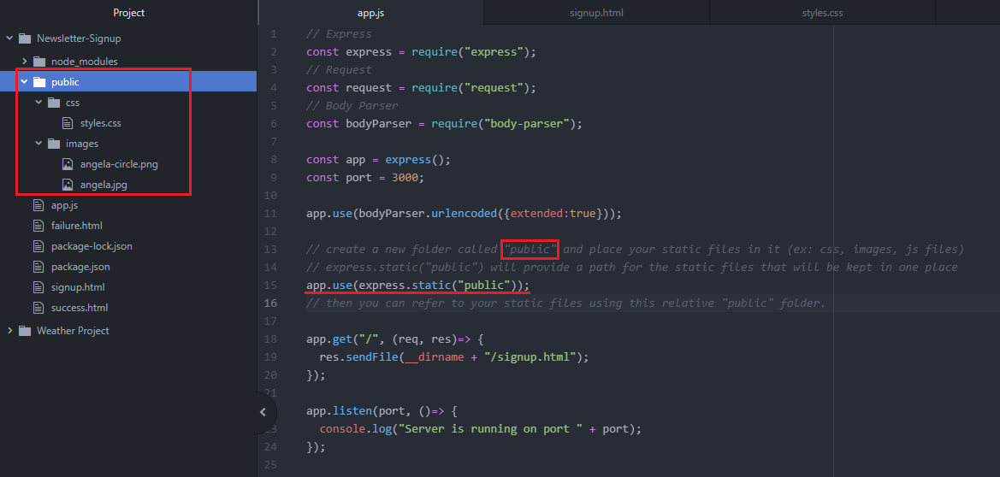 Project
app.js
signup.html
styles.css
Newsletter-Signup
node_modules
public
css
styles.css
images
angela-circle.png
angela.jpg
app.js
failure.html
package-lock.json
package.json
signup.html
success.html
Weather Project
1 // Express
2 const express = require("express");
3 // Request
4 const request = require("request");
5 // Body Parser
6 const bodyParser = require("body-parser");
7
8 const app = express();
9 const port = 3000;
10
11 app.use(bodyParser.urlencoded({extended:true}));
12
13 // create a new folder called "public" and place your static files in it (ex: css, images, js files)
14 // express.static("public") will provide a path for the static files that will be kept in one place
15 app.use(express.static("public"));
16 // then you can refer to your static files using this relative "public" folder.
17
18 app.get("/", (req, res)=> {
19 res.sendFile(__dirname + "/signup.html");
20 });
21
app.listen(port, ()=> {
console.log("Server is running on port " + port);
24 });
25